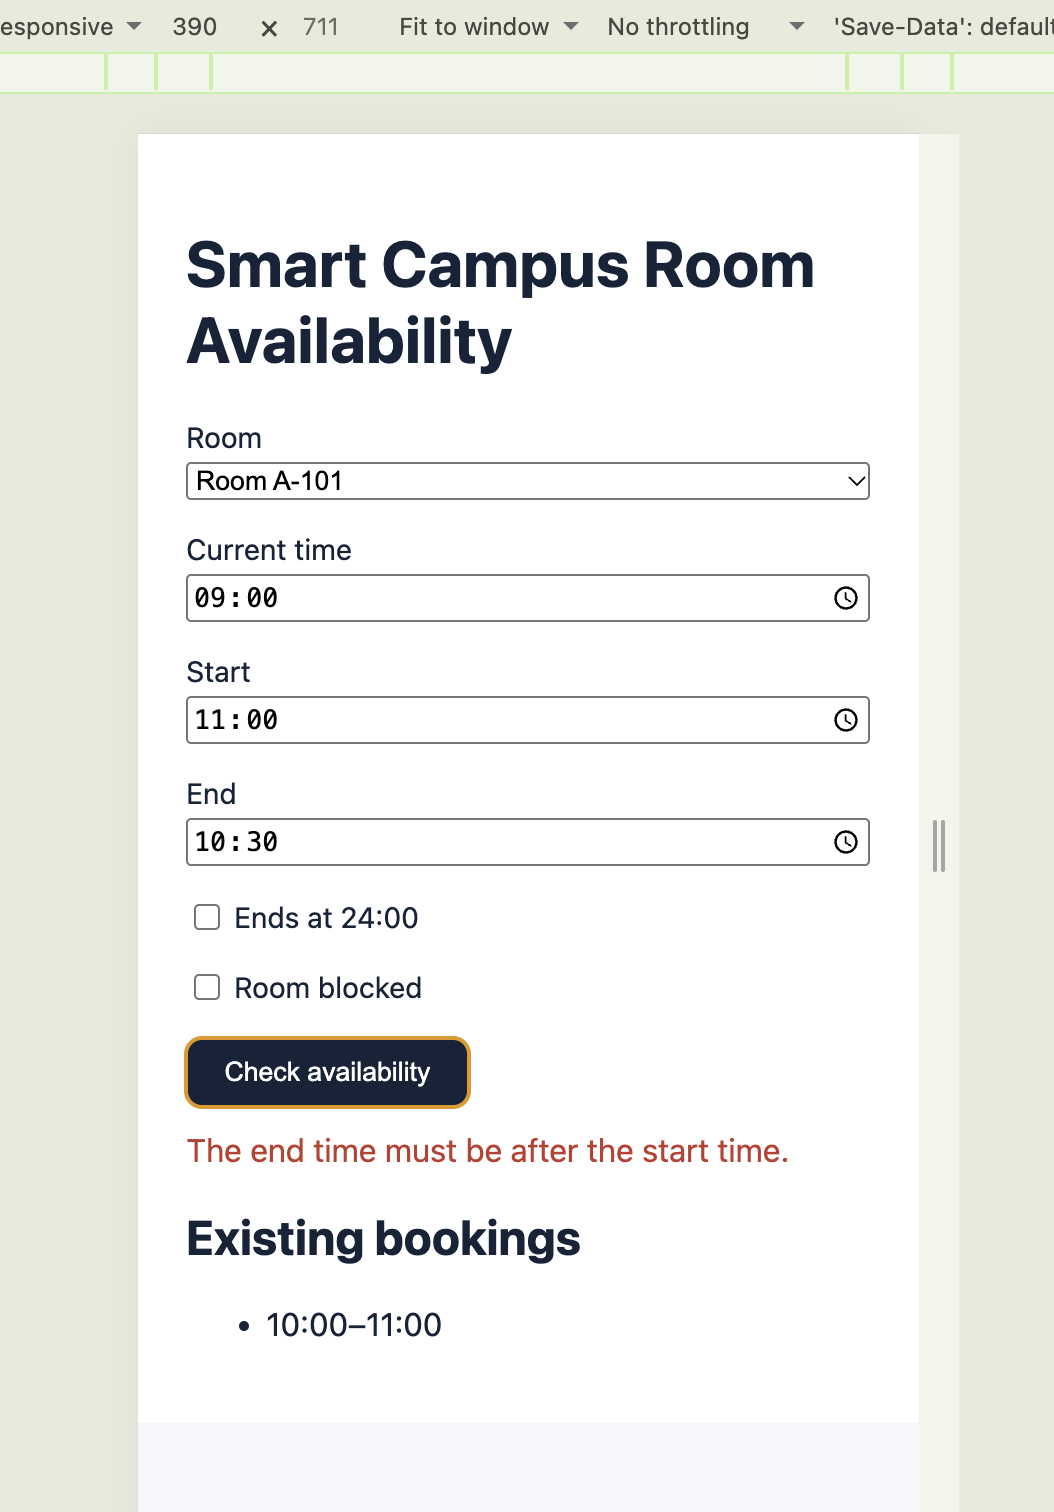 esponsive 390 × 711 Fit to window No throttling 'Save-Data': default
Smart Campus Room
Availability
Room
Room A-101
Current time
09:00
Start
11:00
End
10:30
Ends at 24:00
Room blocked
Check availability
The end time must be after the start time.
Existing bookings
• 10:00–11:00